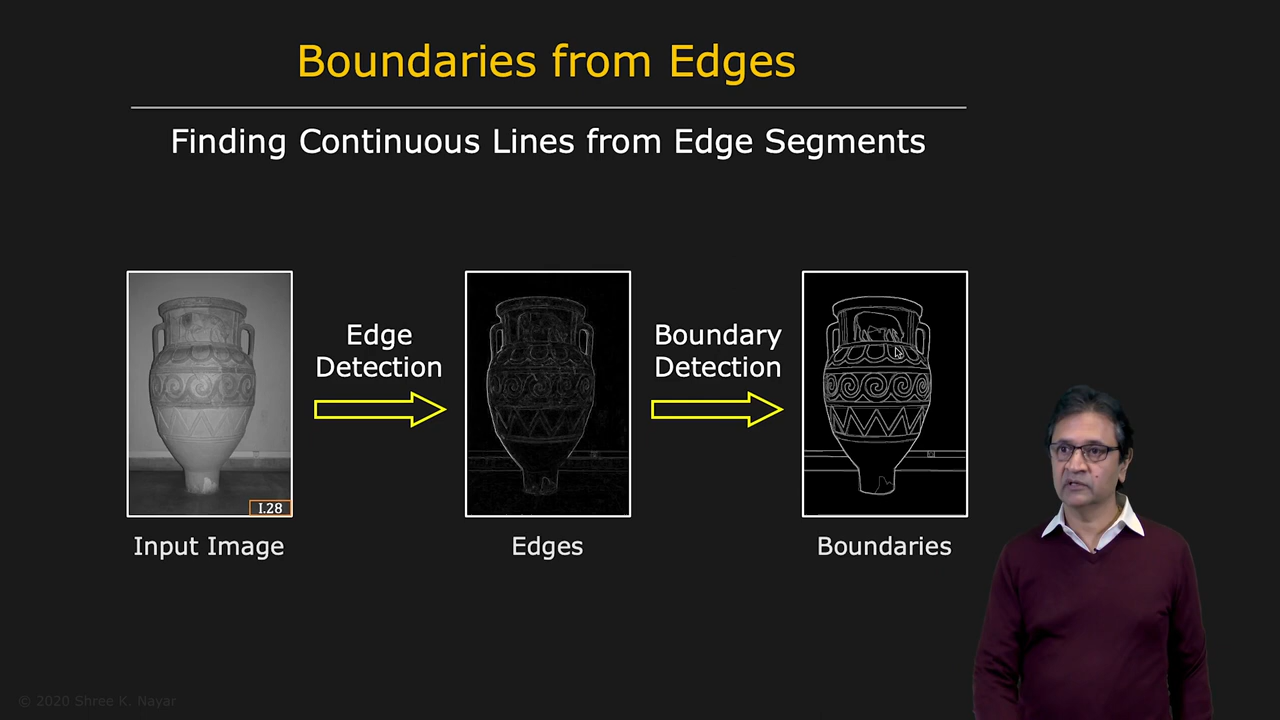 Boundaries from Edges
Finding Continuous Lines from Edge Segments
Edge
Detection
Boundary
Detection
I.28
Input Image
Edges
Boundaries
© 2020 Shree K. Nayar